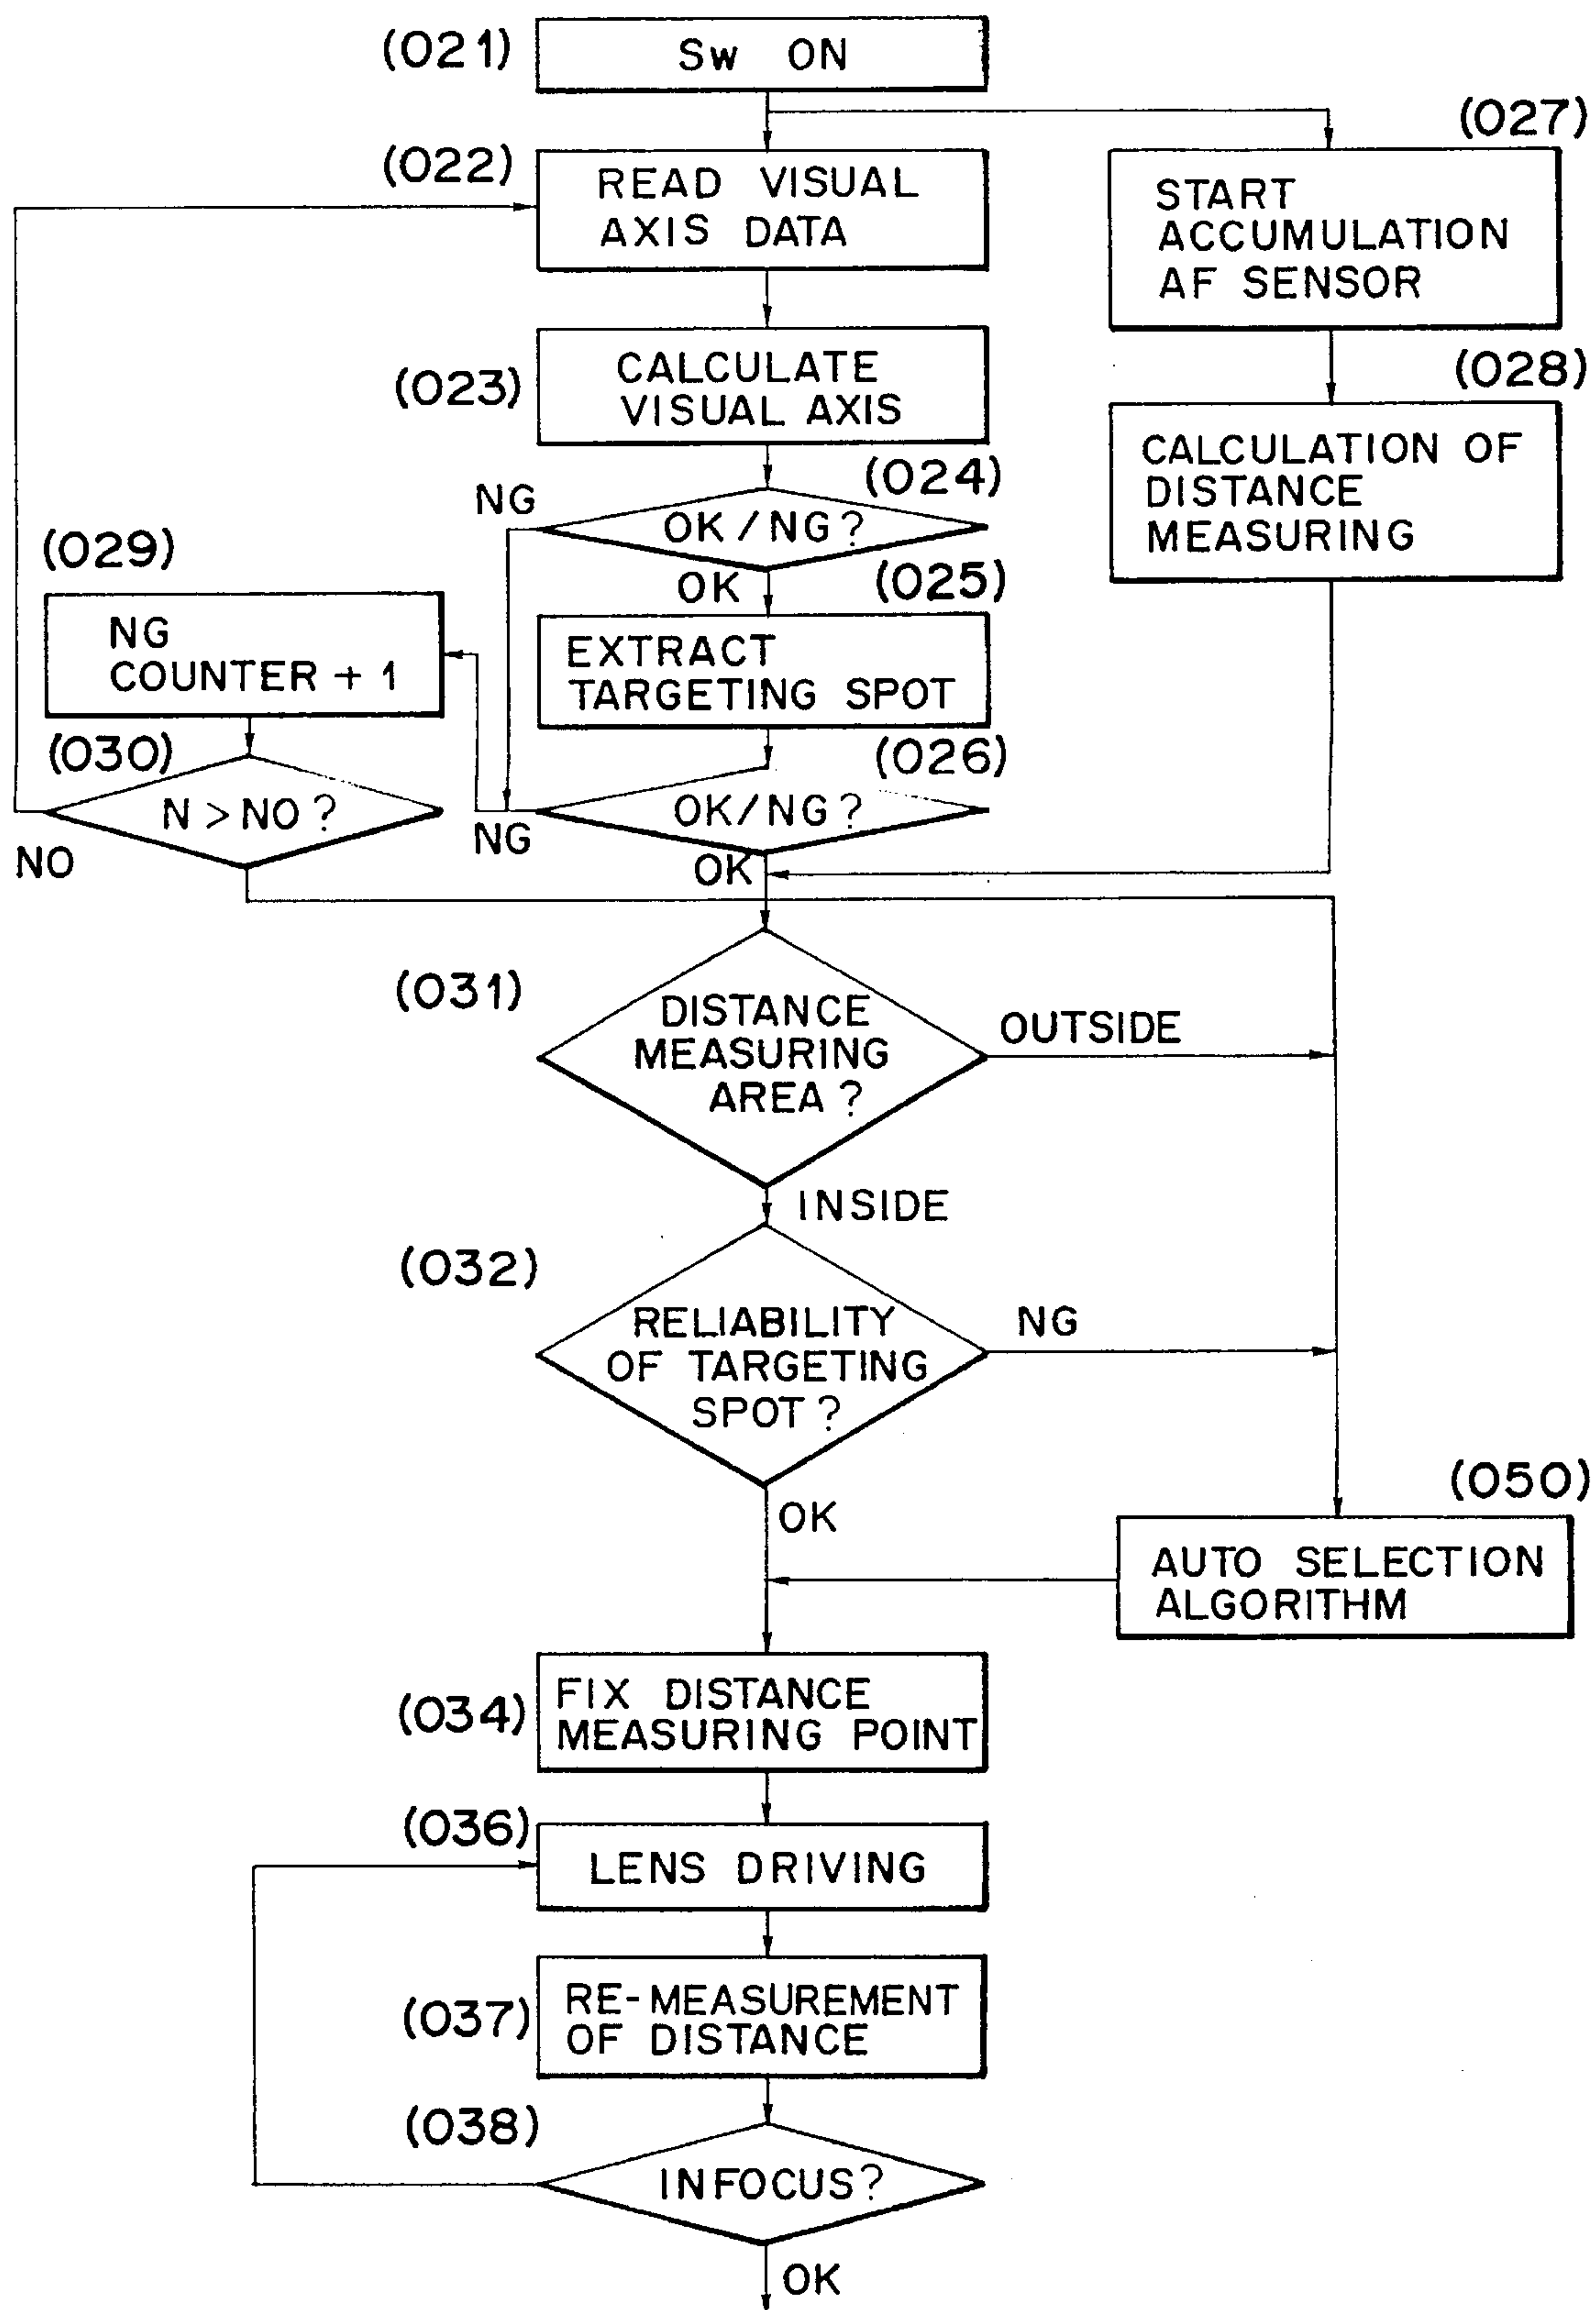 (021)
Sw ON
(027)
(022)
READ VISUAL
AXIS DATA
START
ACCUMULATION
AF SENSOR
(023)
CALCULATE
VISUAL AXIS
(028)
CALCULATION OF
DISTANCE
MEASURING
(024)
NG
OK/NG?
OK
(025)
(029)
NG
COUNTER+1
EXTRACT
TARGETING SPOT
(030)
N>NO?
NO
(026)
OK/NG?
NG
OK
(031)
DISTANCE
MEASURING
AREA?
OUTSIDE
INSIDE
(032)
RELIABILITY
OF TARGETING
SPOT?
NG
OK
(050)
AUTO SELECTION
ALGORITHM
(034)
FIX DISTANCE
MEASURING POINT
(036)
LENS DRIVING
(037)
RE-MEASUREMENT
OF DISTANCE
(038)
INFOCUS?
OK